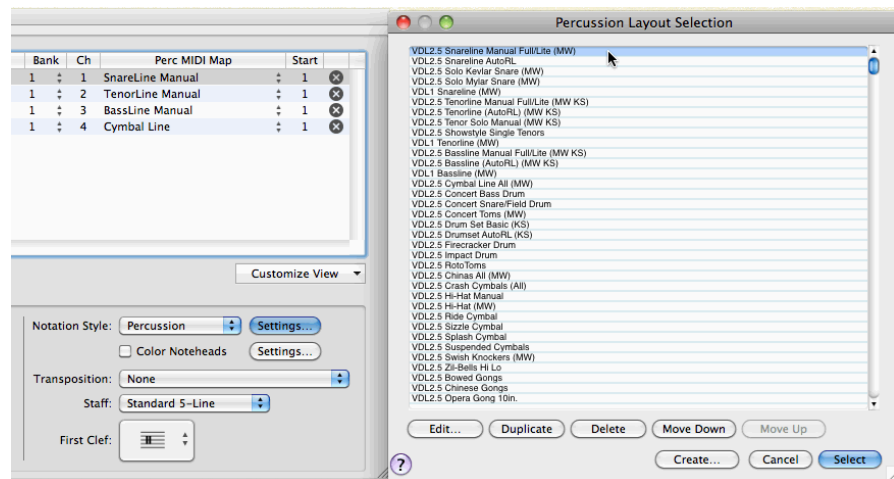 Percussion Layout Selection
Bank Ch Perc MIDI Map Start
1 1 SnareLine Manual 1
1 2 TenorLine Manual 1
1 3 BassLine Manual 1
1 4 Cymbal Line 1
Customize View
Notation Style: Percussion Settings...
Color Noteheads Settings...
Transposition: None
Staff: Standard 5-Line
First Clef:
VDL2.5 Snareline Manual Full/Lite (MW)
VDL2.5 Snareline AutoRL
VDL2.5 Solo Kevlar Snare (MW)
VDL2.5 Solo Mylar Snare (MW)
VDL1 Snareline (MW)
VDL2.5 Tenorline Manual Full/Lite (MW KS)
VDL2.5 Tenorline (AutoRL) (MW KS)
VDL2.5 Tenor Solo Manual (MW KS)
VDL2.5 Showstyle Single Tenors
VDL1 Tenorline (MW)
VDL2.5 Bassline Manual Full/Lite (MW KS)
VDL2.5 Bassline (AutoRL) (MW KS)
VDL1 Bassline (MW)
VDL2.5 Cymbal Line All (MW)
VDL2.5 Concert Bass Drum
VDL2.5 Concert Snare/Field Drum
VDL2.5 Concert Toms (MW)
VDL2.5 Drum Set Basic (KS)
VDL2.5 Drumset AutoRL (KS)
VDL2.5 Firecracker Drum
VDL2.5 Impact Drum
VDL2.5 RotoToms
VDL2.5 Chinas All (MW)
VDL2.5 Crash Cymbals (All)
VDL2.5 Hi-Hat Manual
VDL2.5 Hi-Hat (MW)
VDL2.5 Ride Cymbal
VDL2.5 Sizzle Cymbal
VDL2.5 Splash Cymbal
VDL2.5 Suspended Cymbals
VDL2.5 Swish Knockers (MW)
VDL2.5 Zil-Bells Hi Lo
VDL2.5 Bowed Gongs
VDL2.5 Chinese Gongs
VDL2.5 Opera Gong 10in.
Edit... Duplicate Delete Move Down Move Up
? Create... Cancel Select